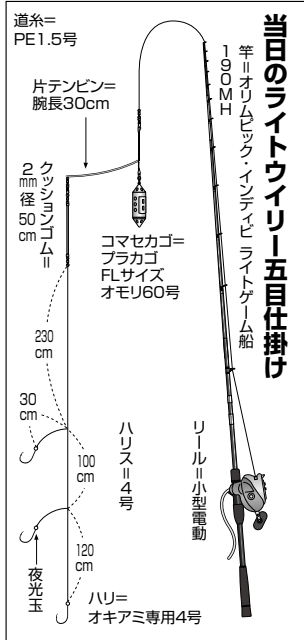 当日のライトウイリー五目仕掛け
竿=オリムピック・インディビ ライトゲーム船
190MH
道糸=
PE1.5号
片テンビン=
腕長30cm
クッションゴム=
2mm径50cm
コマセカゴ=
プラカゴ
FLサイズ
オモリ60号
230
cm
30
cm
ハリス=4号
リール=小型電動
100
cm
120
cm
夜光玉
ハリ=
オキアミ専用4号